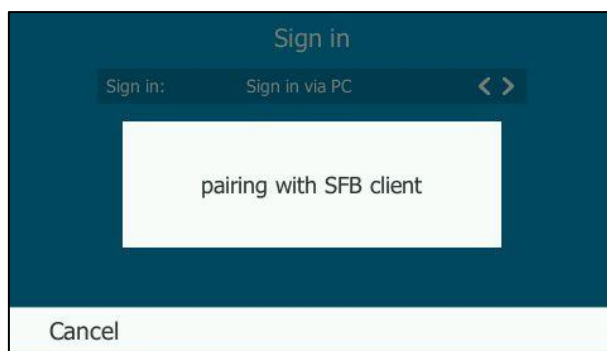 Sign in
Sign in: Sign in via PC < >
pairing with SFB client
Cancel